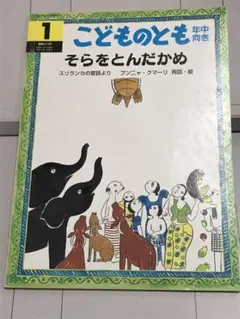 1
こどものとも 年中向き
そらをとんだかめ
スリランカの昔話より プンニャ・クマーリ 再話・絵